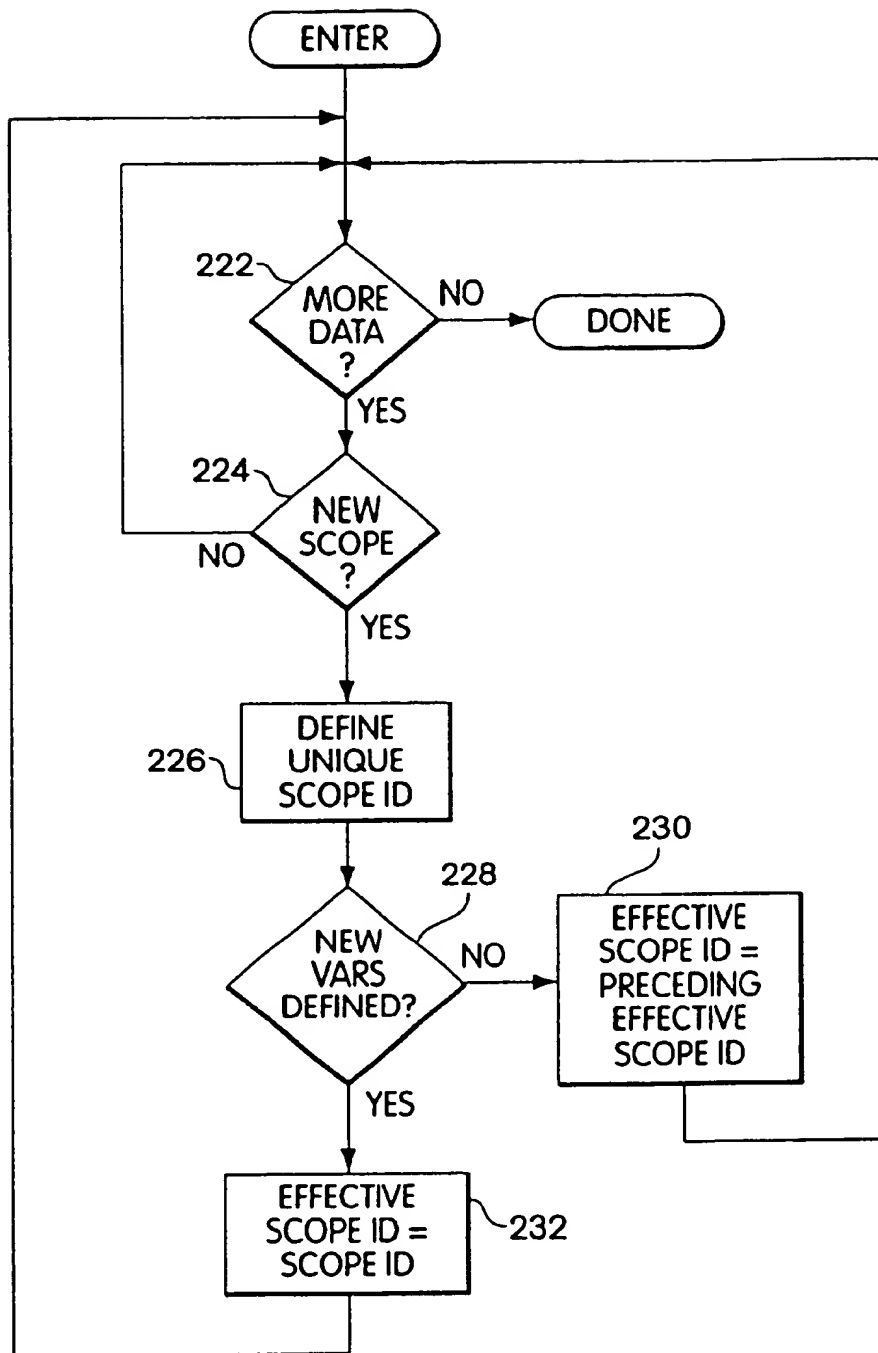 ENTER
222
MORE
DATA
?
NO
DONE
YES
224
NEW
SCOPE
?
NO
YES
226
DEFINE
UNIQUE
SCOPE ID
228
NEW
VARS
DEFINED?
NO
230
EFFECTIVE
SCOPE ID =
PRECEDING
EFFECTIVE
SCOPE ID
YES
EFFECTIVE
SCOPE ID =
SCOPE ID
232